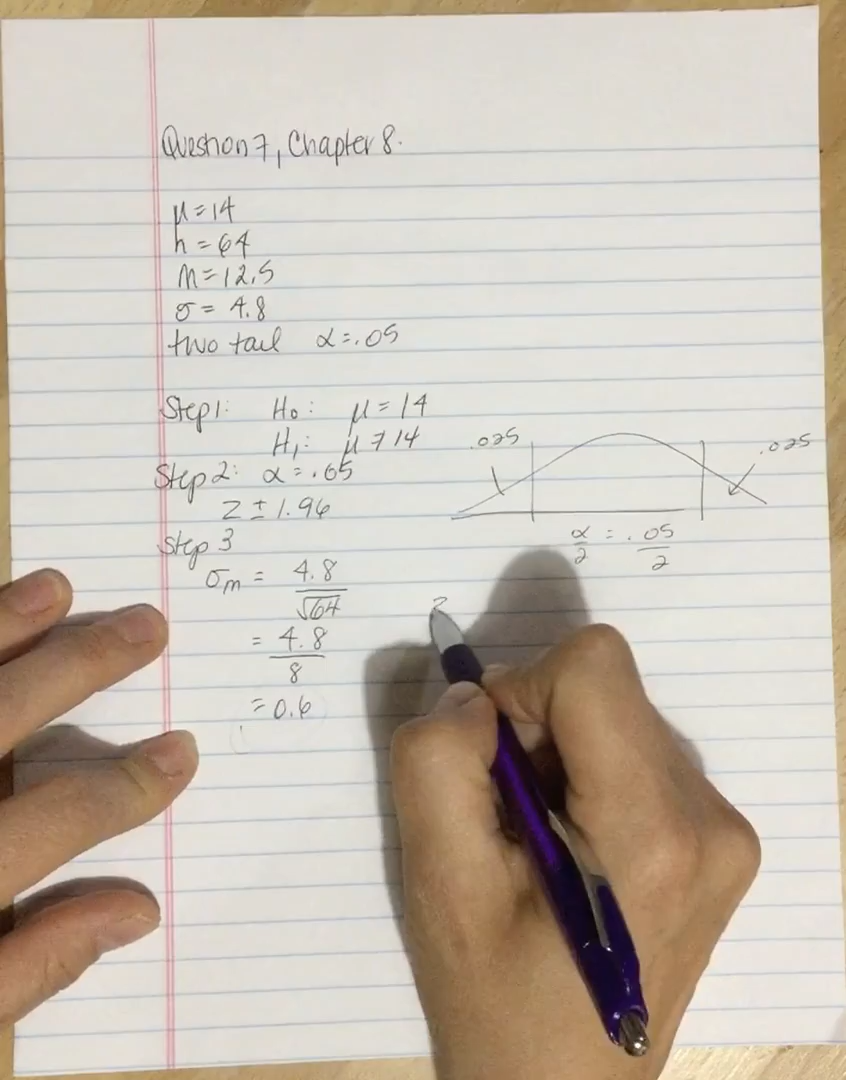 Question 7, Chapter 8.
μ = 14
n = 64
M = 12.5
σ = 4.8
two tail α = .05
Step 1: H₀: μ = 14
H₁: μ ≠ 14
.025
.025
Step 2: α = .05
z ± 1.96
α/2 = .05/2
Step 3
σm = 4.8/√64
= 4.8/8
= 0.6